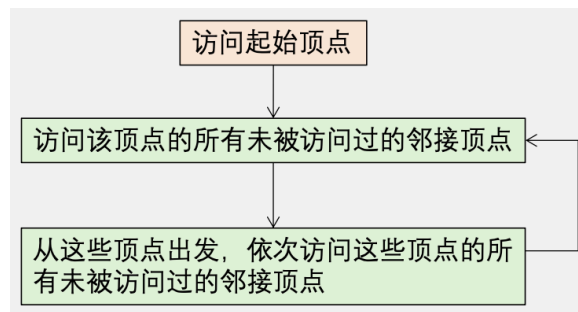 访问起始顶点
访问该顶点的所有未被访问过的邻接顶点
从这些顶点出发，依次访问这些顶点的所
有未被访问过的邻接顶点